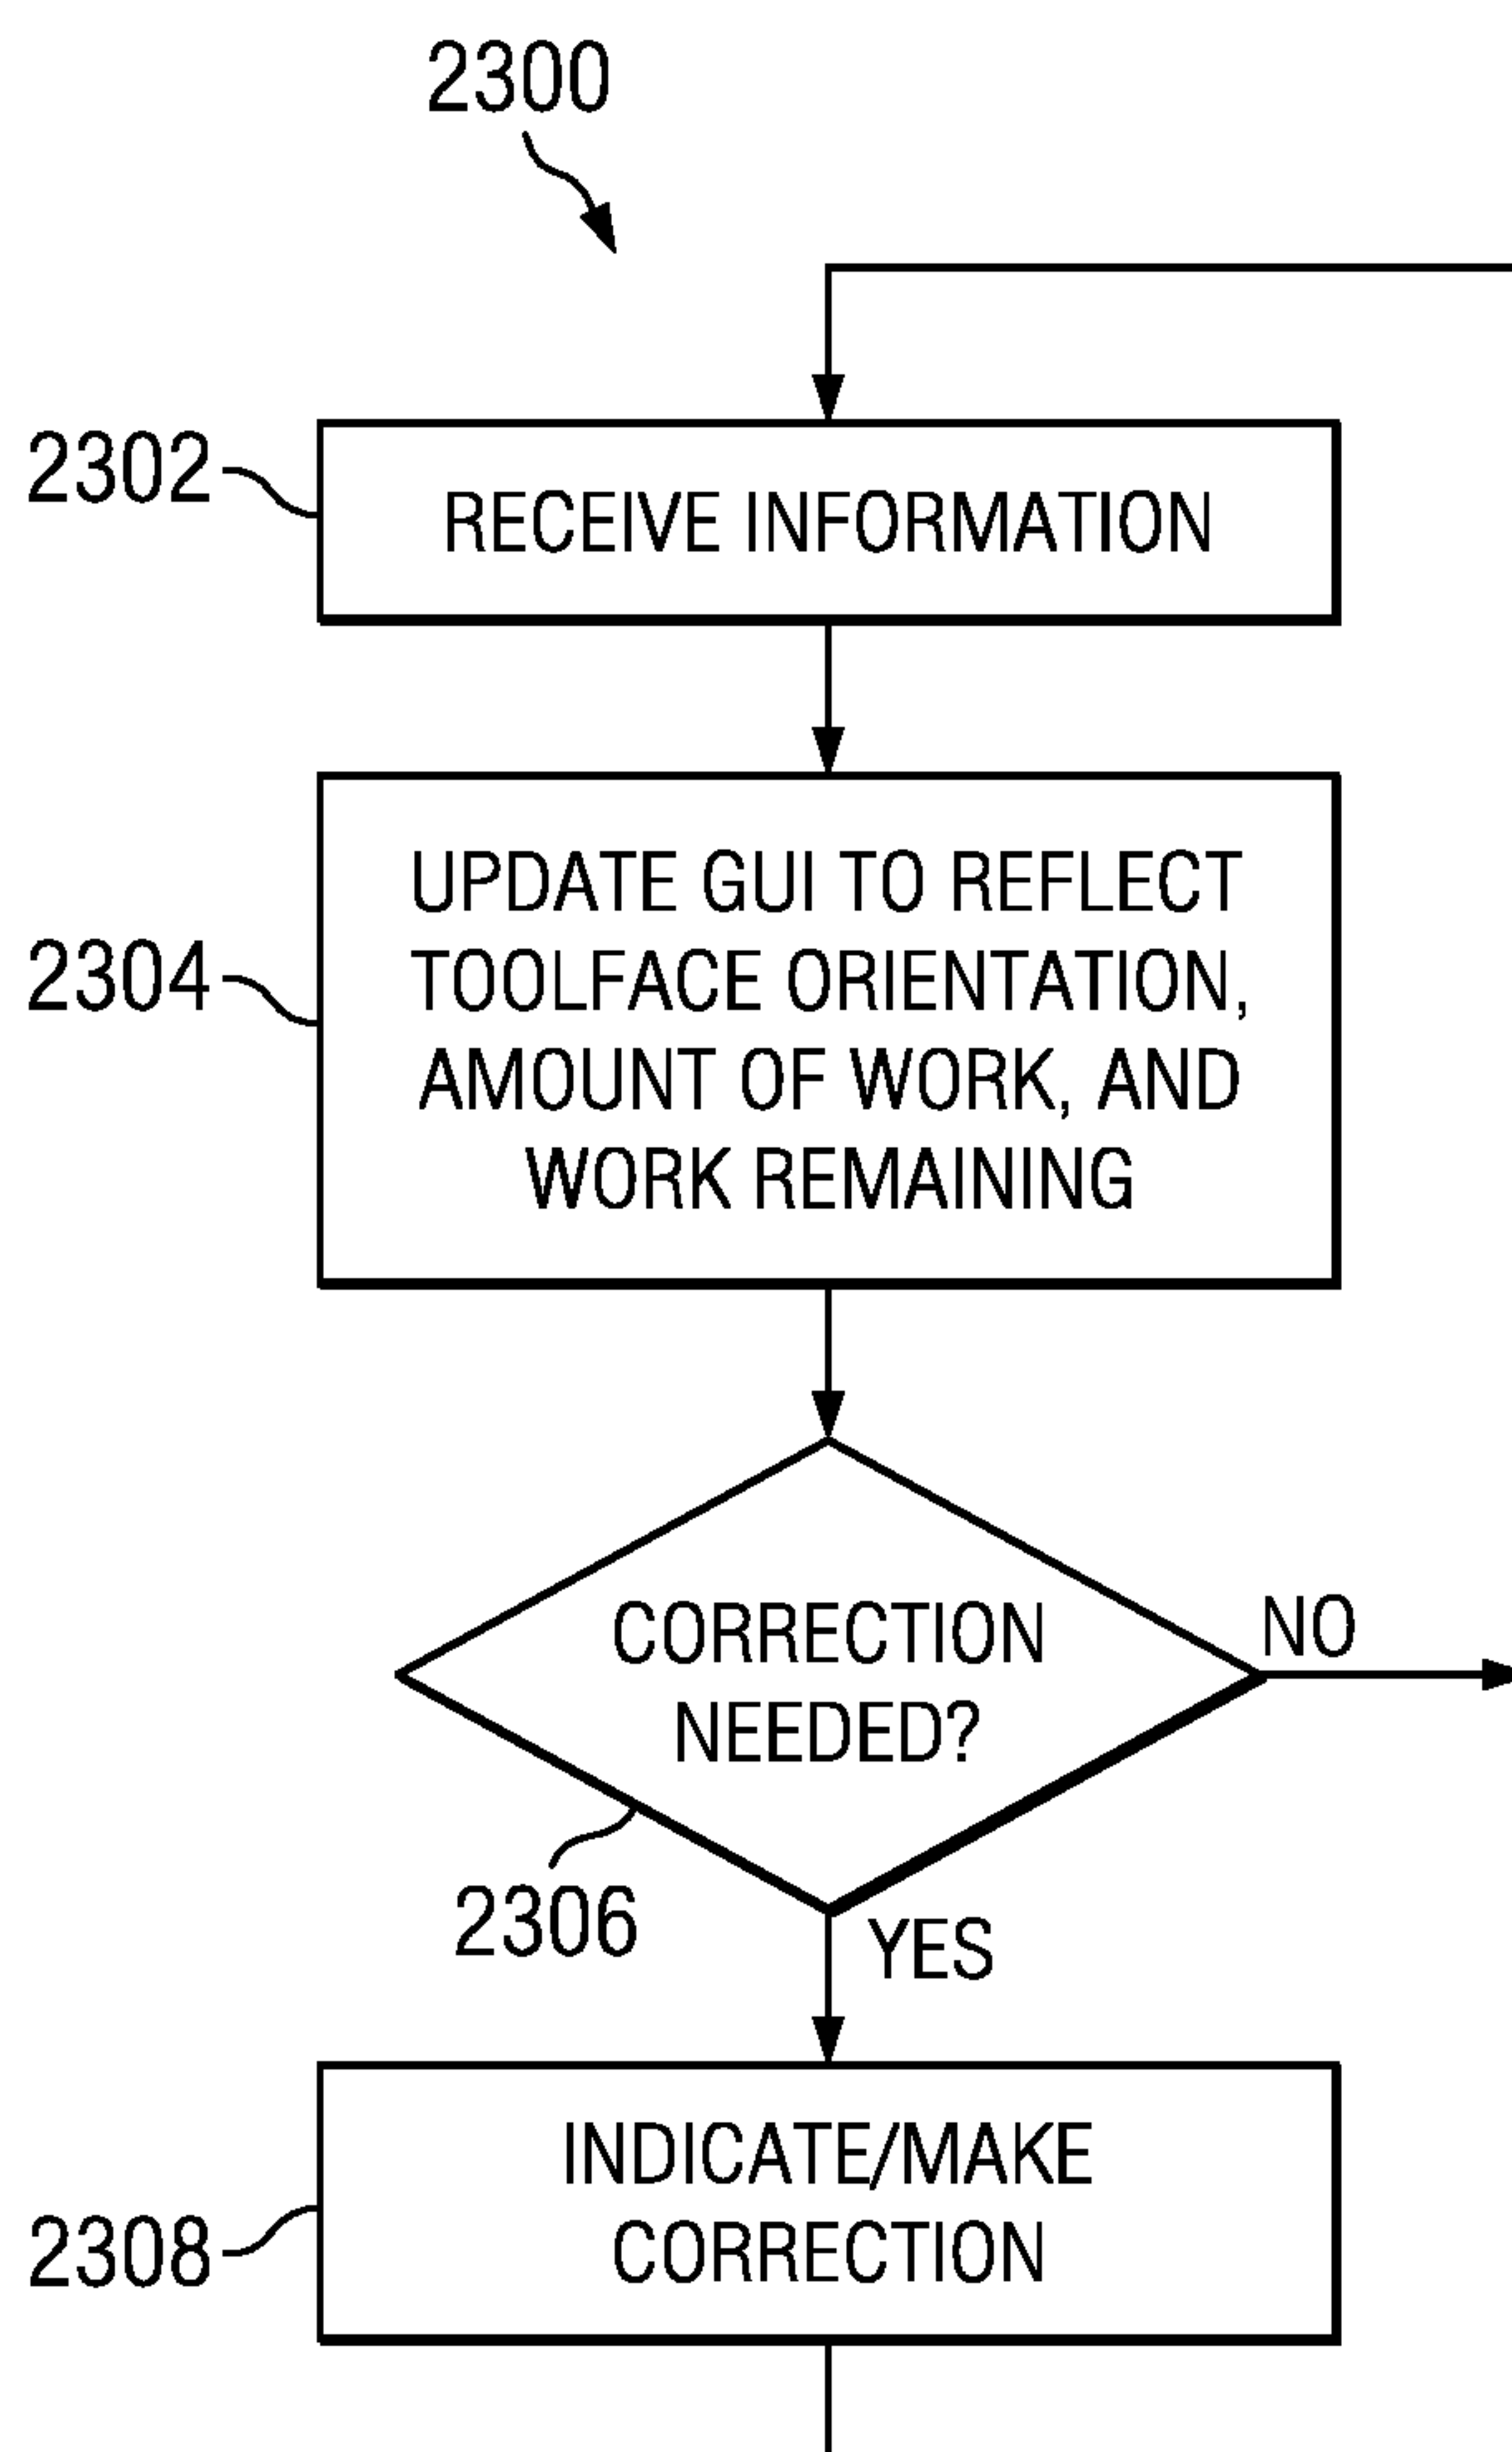 2300
2302
RECEIVE INFORMATION
2304
UPDATE GUI TO REFLECT
TOOLFACE ORIENTATION,
AMOUNT OF WORK, AND
WORK REMAINING
CORRECTION
NEEDED?
NO
2306
YES
2308
INDICATE/MAKE
CORRECTION